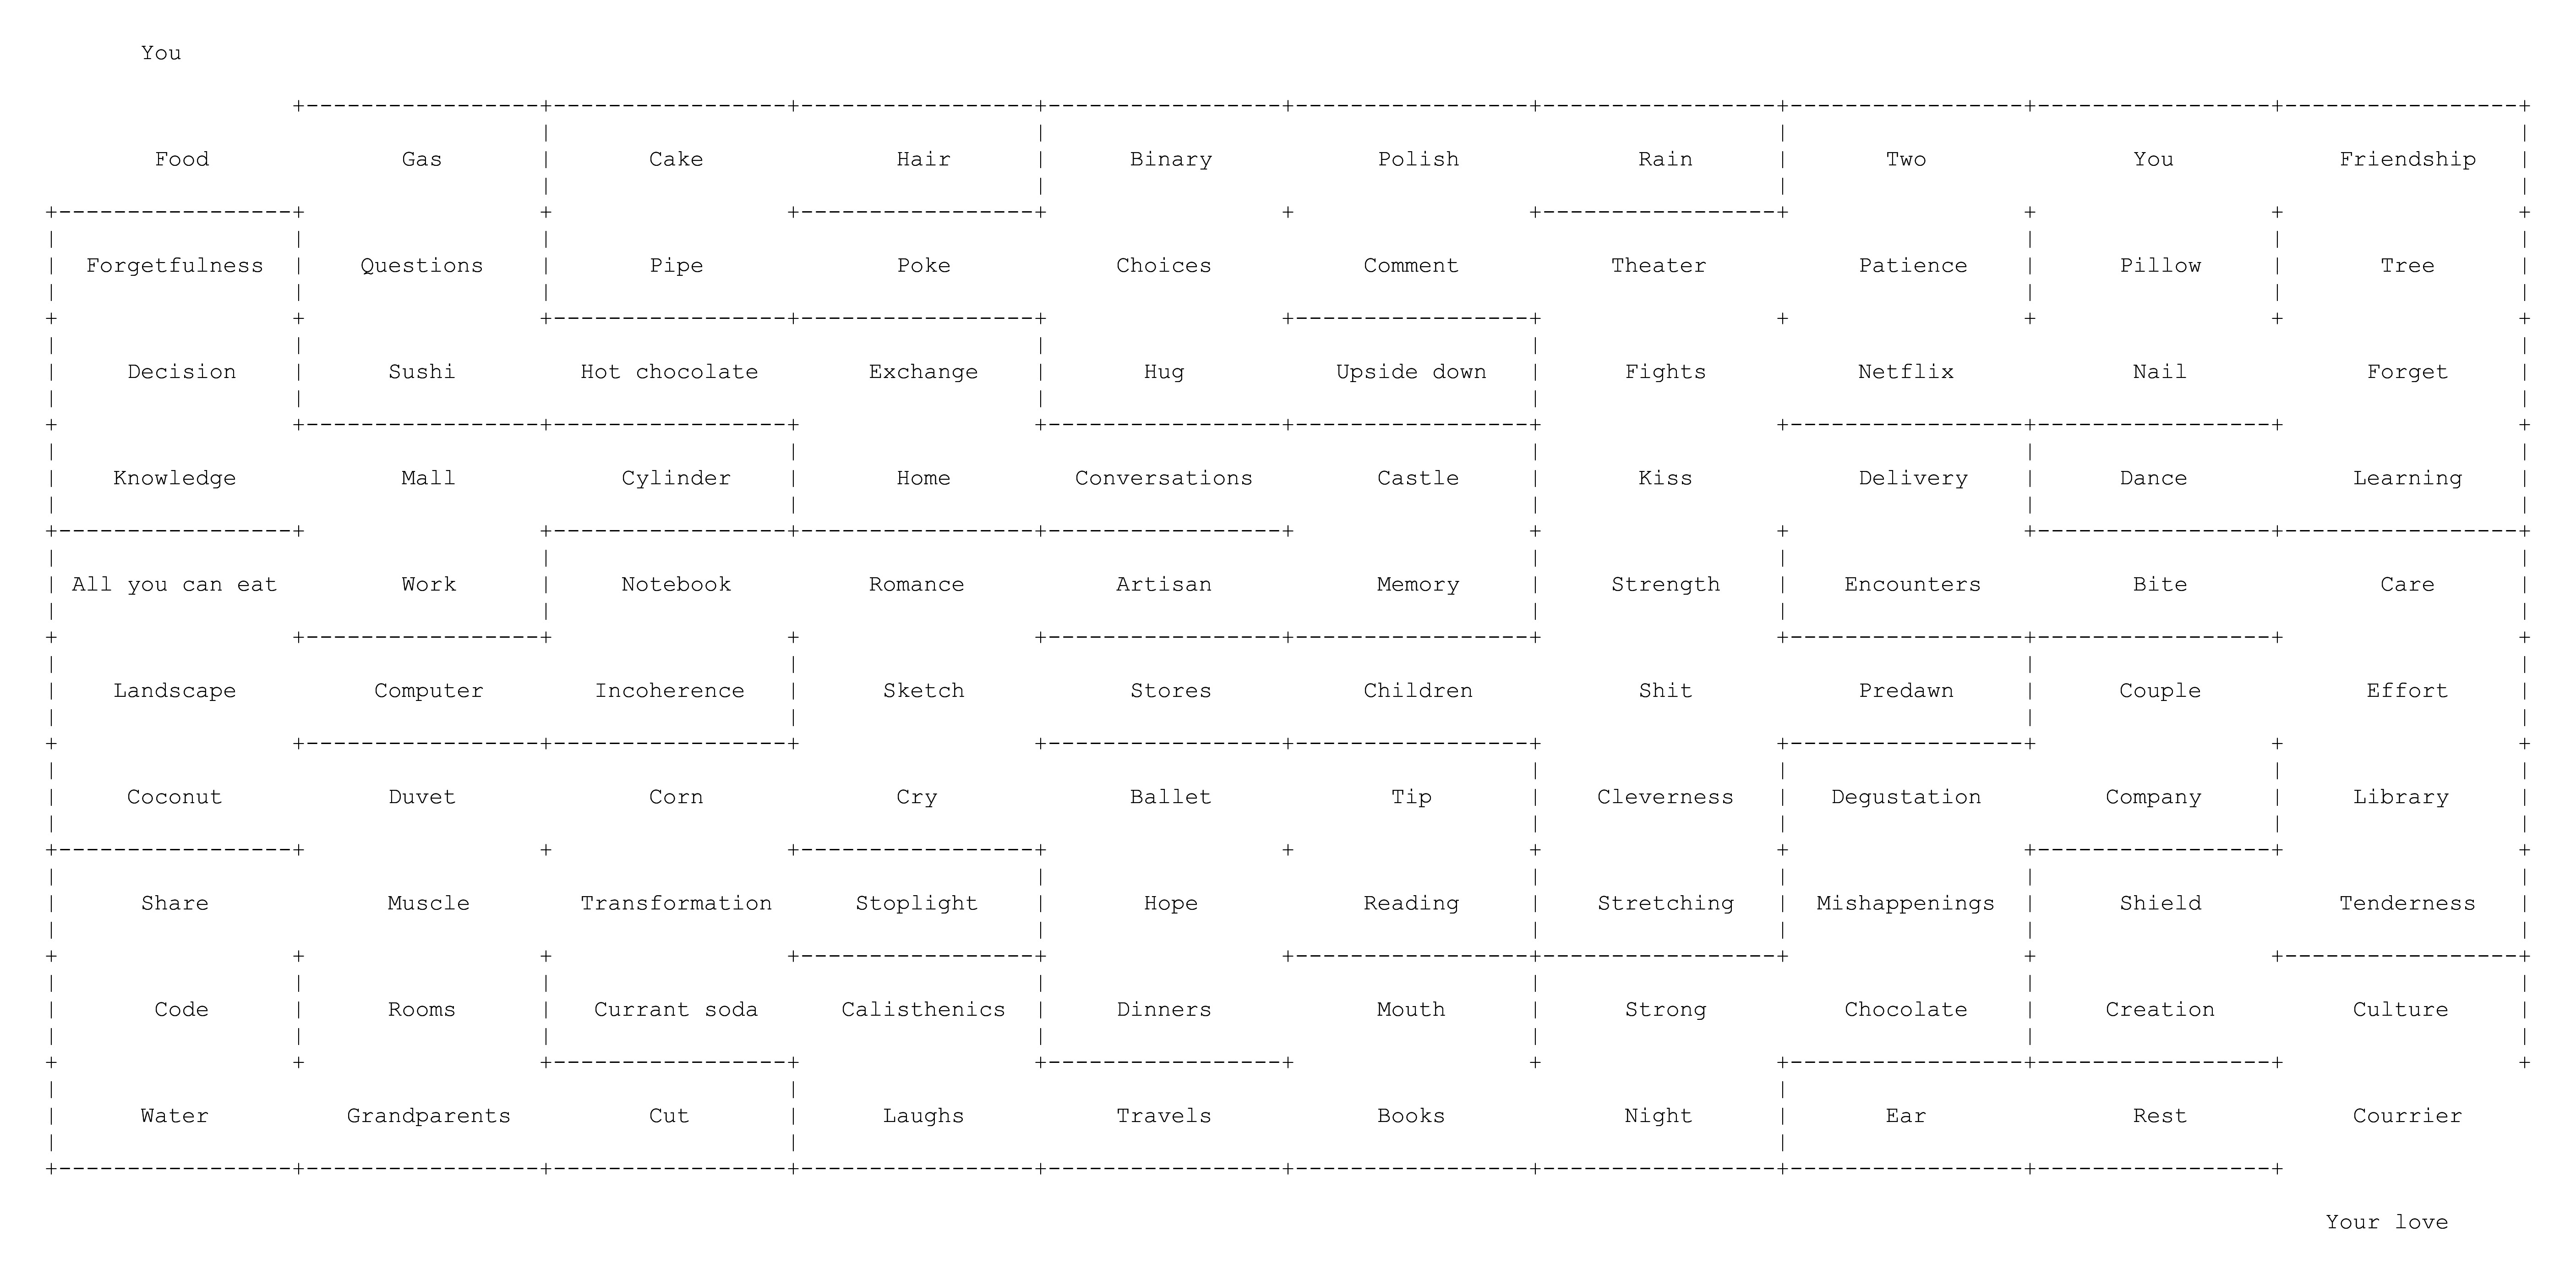 You
Food Gas Cake Hair Binary Polish Rain Two You Friendship
Forgetfulness Questions Pipe Poke Choices Comment Theater Patience Pillow Tree
Decision Sushi Hot chocolate Exchange Hug Upside down Fights Netflix Nail Forget
Knowledge Mall Cylinder Home Conversations Castle Kiss Delivery Dance Learning
All you can eat Work Notebook Romance Artisan Memory Strength Encounters Bite Care
Landscape Computer Incoherence Sketch Stores Children Shit Predawn Couple Effort
Coconut Duvet Corn Cry Ballet Tip Cleverness Degustation Company Library
Share Muscle Transformation Stoplight Hope Reading Stretching Mishappenings Shield Tenderness
Code Rooms Currant soda Calisthenics Dinners Mouth Strong Chocolate Creation Culture
Water Grandparents Cut Laughs Travels Books Night Ear Rest Courrier
Your love